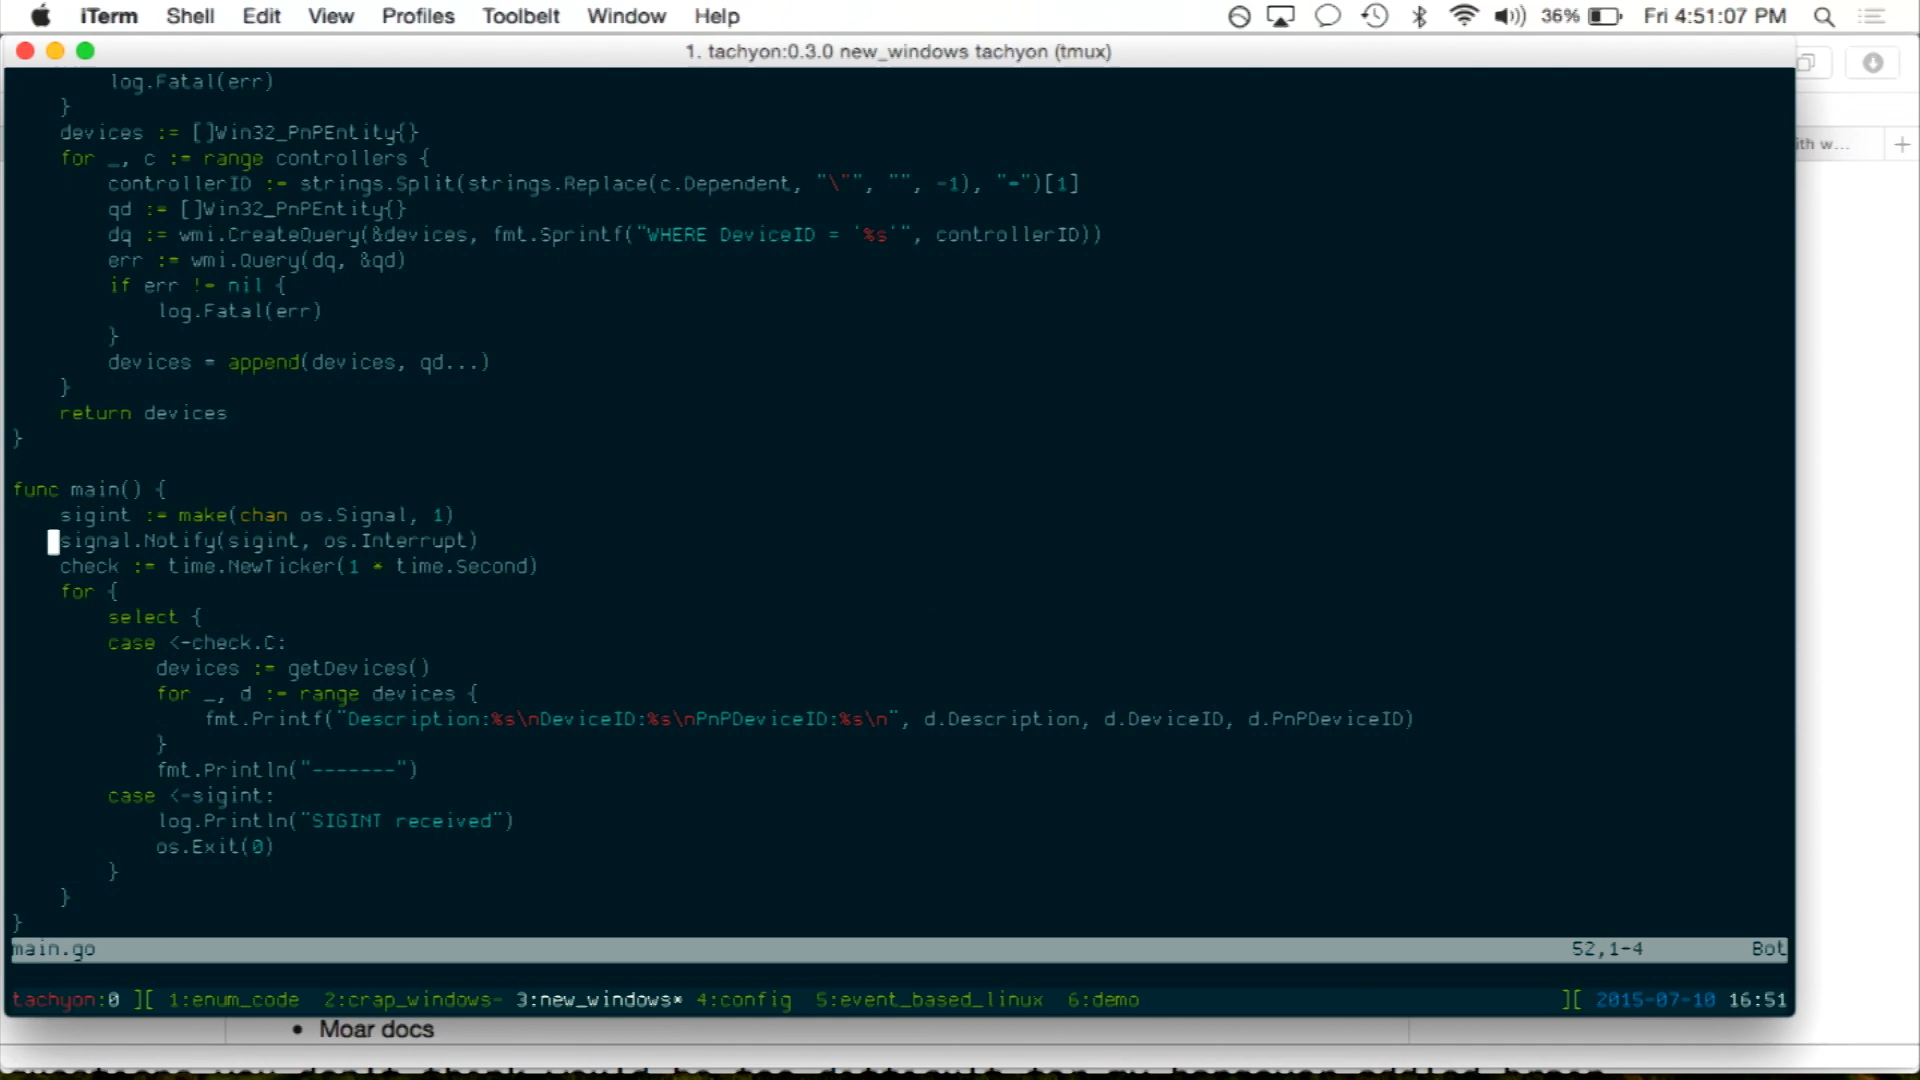 iTerm Shell Edit View Profiles Toolbelt Window Help 36% Fri 4:51:07 PM
1. tachyon:0.3.0 new_windows tachyon (tmux)
        log.Fatal(err)
    }
    devices := []Win32_PnPEntity{}
    for _, c := range controllers {
        controllerID := strings.Split(strings.Replace(c.Dependent, "\"", "", -1), "=")[1]
        qd := []Win32_PnPEntity{}
        dq := wmi.CreateQuery(&devices, fmt.Sprintf("WHERE DeviceID = '%s'", controllerID))
        err := wmi.Query(dq, &qd)
        if err != nil {
            log.Fatal(err)
        }
        devices = append(devices, qd...)
    }
    return devices
}
func main() {
    sigint := make(chan os.Signal, 1)
    signal.Notify(sigint, os.Interrupt)
    check := time.NewTicker(1 * time.Second)
    for {
        select {
        case <-check.C:
            devices := getDevices()
            for _, d := range devices {
                fmt.Printf("Description:%s\nDeviceID:%s\nPnPDeviceID:%s\n", d.Description, d.DeviceID, d.PnPDeviceID)
            }
            fmt.Println("-------")
        case <-sigint:
            log.Println("SIGINT received")
            os.Exit(0)
        }
    }
}
main.go 52,1-4 Bot
tachyon:0 ][ 1:enum_code 2:crap_windows- 3:new_windows* 4:config 5:event_based_linux 6:demo ][ 2015-07-10 16:51
ith w...
• Moar docs